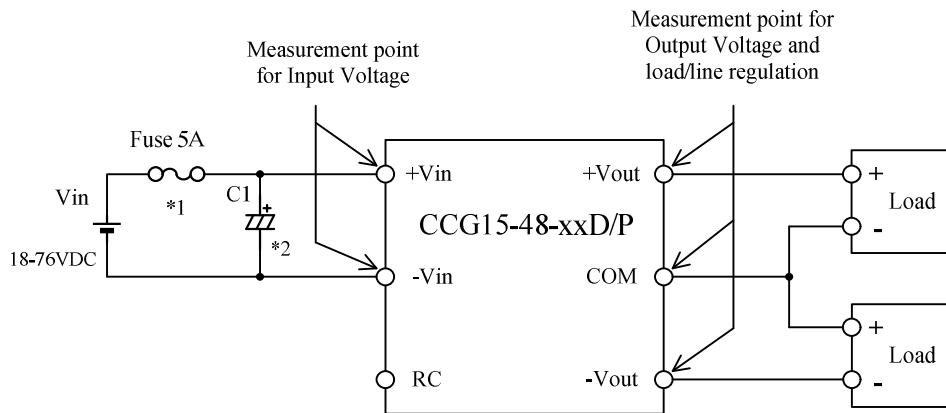 Measurement point for
Output Voltage and
load/line regulation
Measurement point
for Input Voltage
Fuse 5A
*1
C1
+
*2
Vin
18-76VDC
+Vin
-Vin
RC
CCG15-48-xxD/P
+Vout
COM
-Vout
+
Load
-
+
Load
-